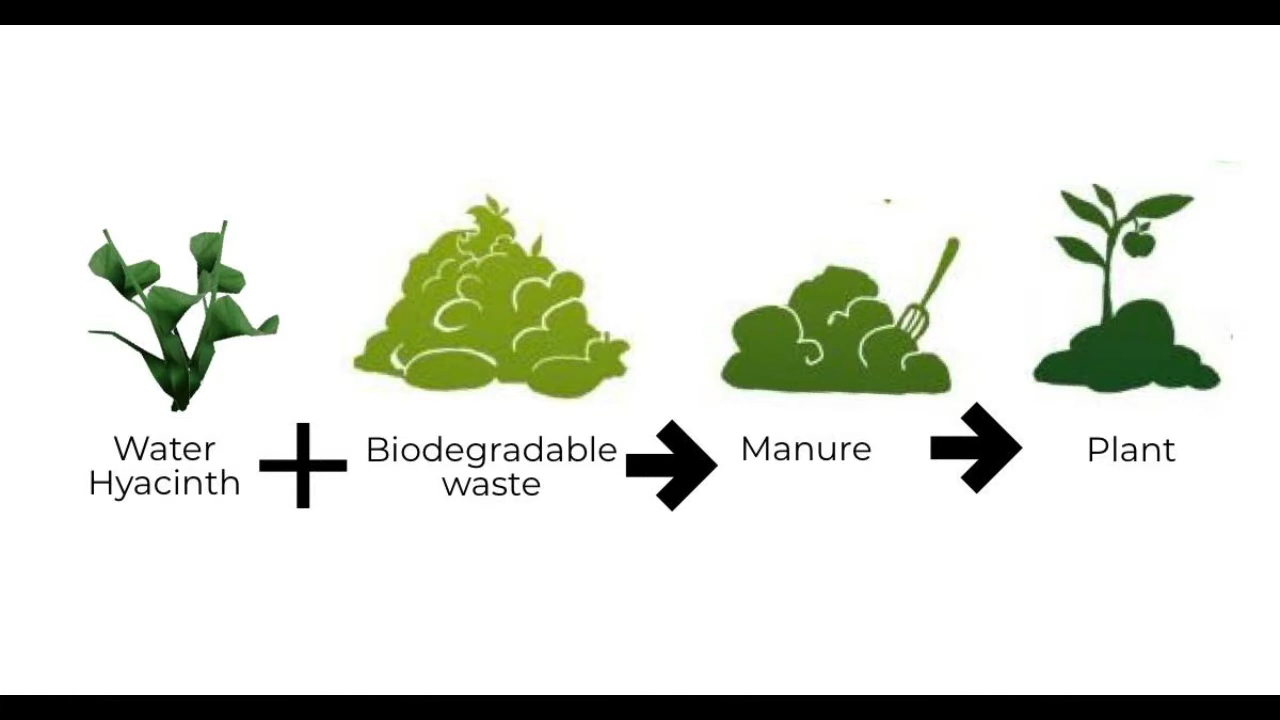 Water
Hyacinth
Biodegradable
waste
Manure
Plant